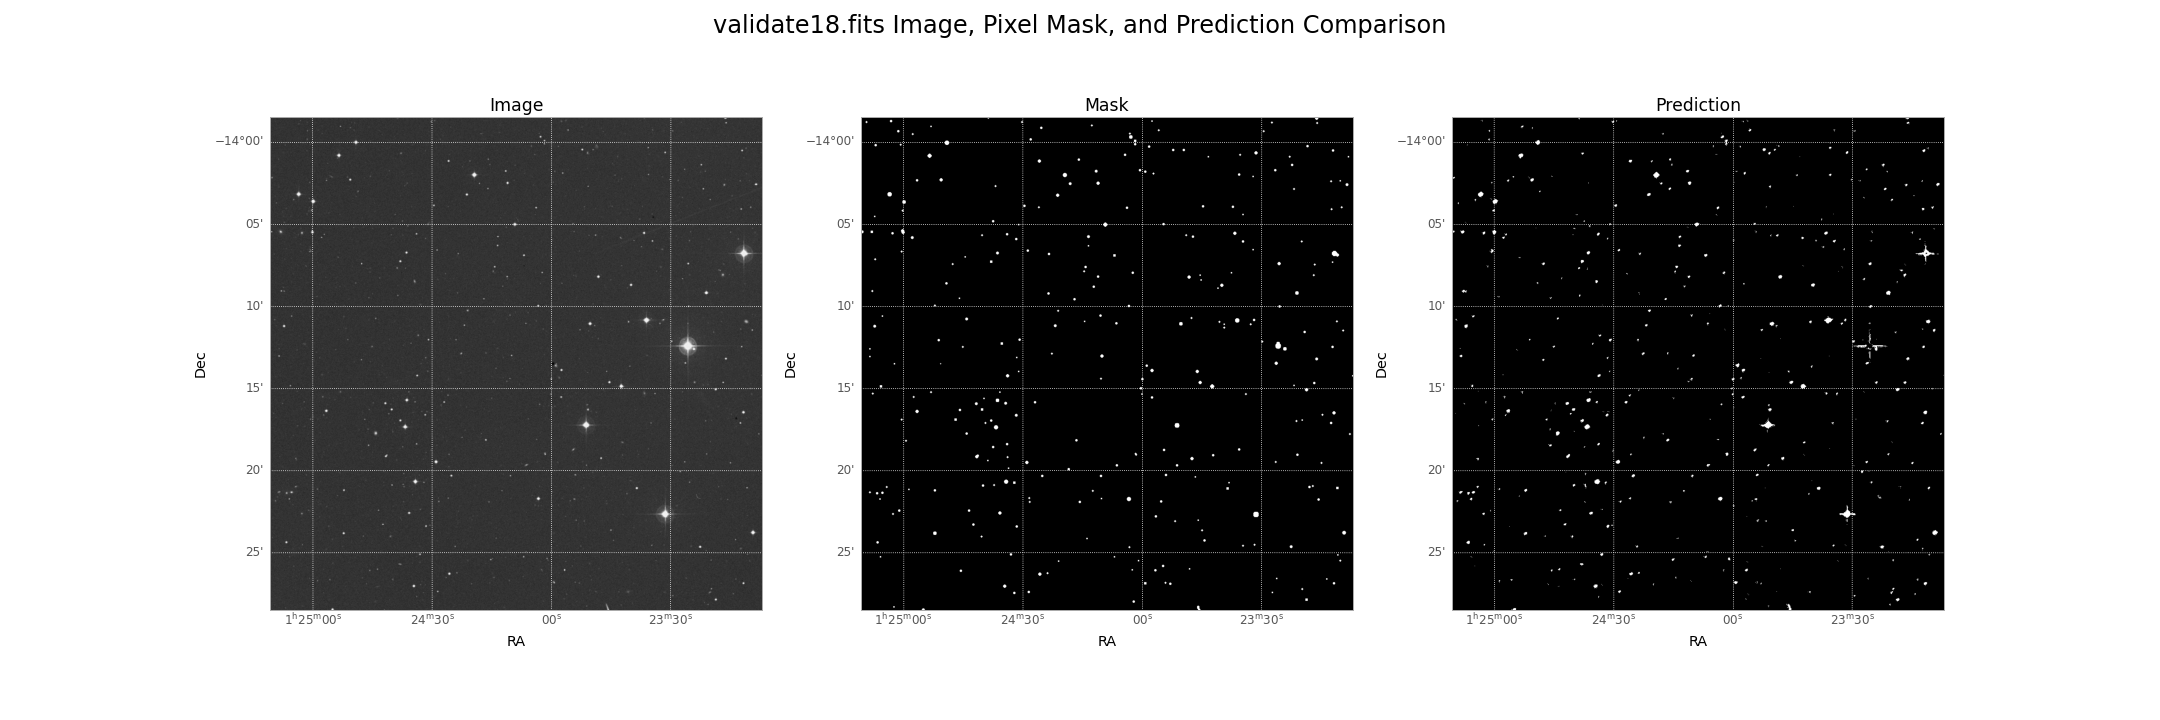 validate18.fits Image, Pixel Mask, and Prediction Comparison
Image
Mask
Prediction
−14°00'
05'
10'
15'
20'
25'
Dec
1ʰ25ᵐ00ˢ
24ᵐ30ˢ
00ˢ
23ᵐ30ˢ
RA
−14°00'
05'
10'
15'
20'
25'
Dec
1ʰ25ᵐ00ˢ
24ᵐ30ˢ
00ˢ
23ᵐ30ˢ
RA
−14°00'
05'
10'
15'
20'
25'
Dec
1ʰ25ᵐ00ˢ
24ᵐ30ˢ
00ˢ
23ᵐ30ˢ
RA